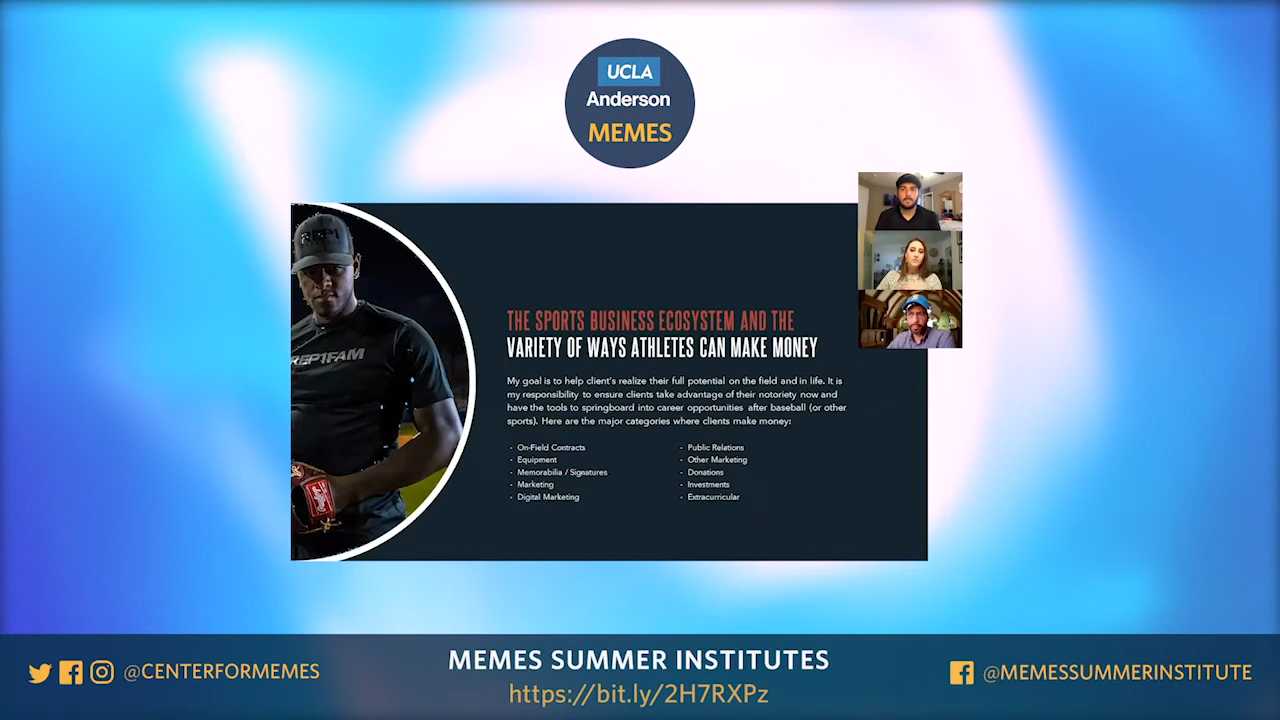 UCLA
Anderson
MEMES
REP1
REP1FAM
THE SPORTS BUSINESS ECOSYSTEM AND THE
VARIETY OF WAYS ATHLETES CAN MAKE MONEY
My goal is to help client's realize their full potential on the field and in life. It is
my responsibility to ensure clients take advantage of their notoriety now and
have the tools to springboard into career opportunities after baseball (or other
sports). Here are the major categories where clients make money:
- On-Field Contracts
- Equipment
- Memorabilia / Signatures
- Marketing
- Digital Marketing
- Public Relations
- Other Marketing
- Donations
- Investments
- Extracurricular
Rawlings
@CENTERFORMEMES
MEMES SUMMER INSTITUTES
https://bit.ly/2H7RXPz
@MEMESSUMMERINSTITUTE